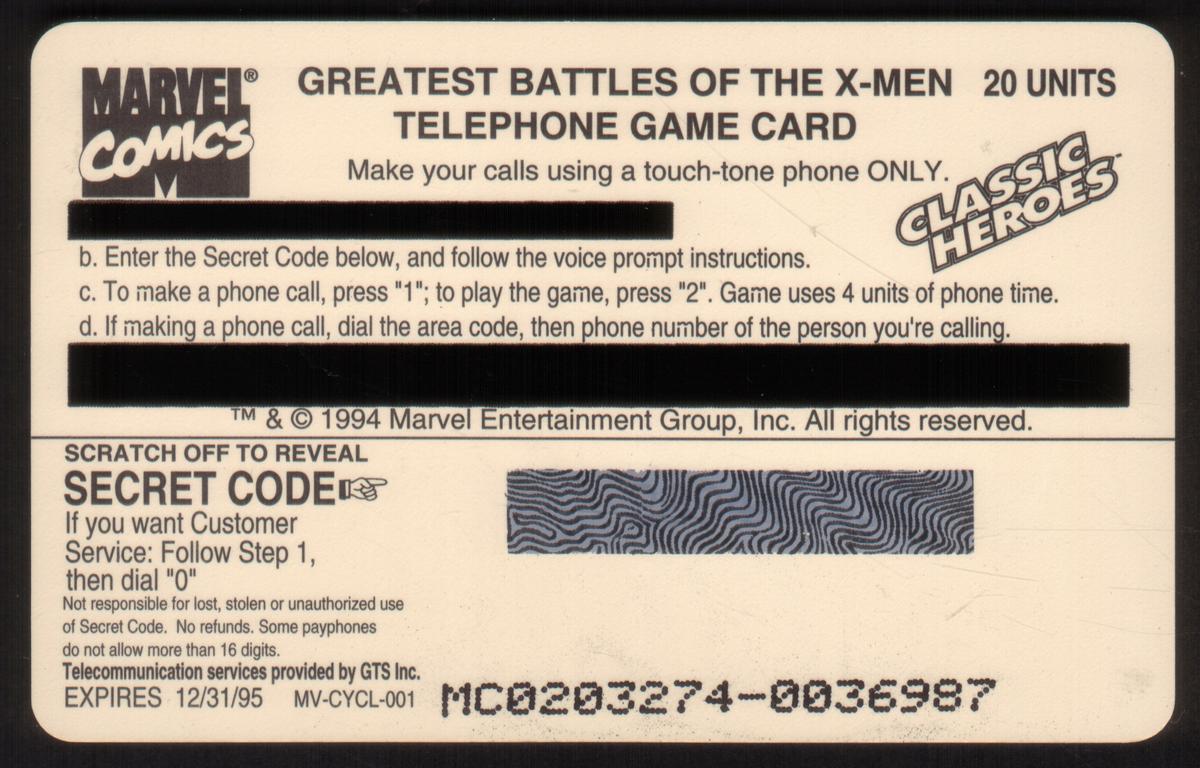 MARVEL®
COMICS
GREATEST BATTLES OF THE X-MEN 20 UNITS
TELEPHONE GAME CARD
Make your calls using a touch-tone phone ONLY.
CLASSIC
HEROES™
b. Enter the Secret Code below, and follow the voice prompt instructions.
c. To make a phone call, press "1"; to play the game, press "2". Game uses 4 units of phone time.
d. If making a phone call, dial the area code, then phone number of the person you're calling.
™ & © 1994 Marvel Entertainment Group, Inc. All rights reserved.
SCRATCH OFF TO REVEAL
SECRET CODE
If you want Customer
Service: Follow Step 1,
then dial "0"
Not responsible for lost, stolen or unauthorized use
of Secret Code. No refunds. Some payphones
do not allow more than 16 digits.
Telecommunication services provided by GTS Inc.
EXPIRES 12/31/95 MV-CYCL-001 MC0203274-0036987